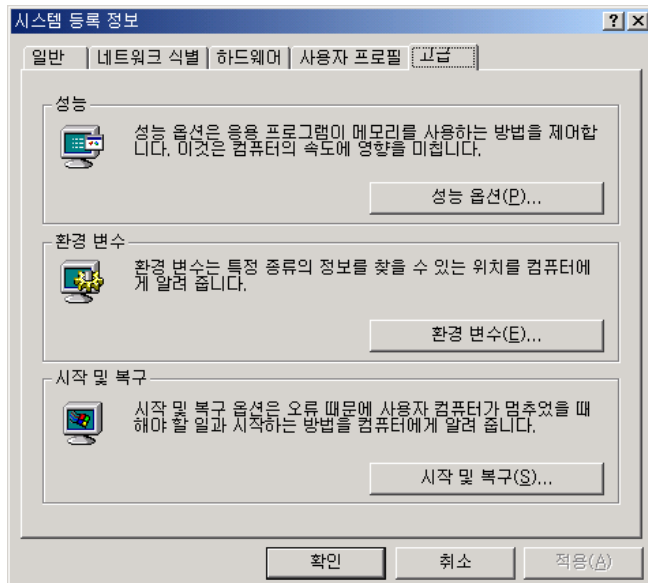 시스템 등록 정보
일반 네트워크 식별 하드웨어 사용자 프로필 고급
성능
성능 옵션은 응용 프로그램이 메모리를 사용하는 방법을 제어합
니다. 이것은 컴퓨터의 속도에 영향을 미칩니다.
성능 옵션(P)...
환경 변수
환경 변수는 특정 종류의 정보를 찾을 수 있는 위치를 컴퓨터에
게 알려 줍니다.
환경 변수(E)...
시작 및 복구
시작 및 복구 옵션은 오류 때문에 사용자 컴퓨터가 멈추었을 때
해야 할 일과 시작하는 방법을 컴퓨터에게 알려 줍니다.
시작 및 복구(S)...
확인 취소 적용(A)